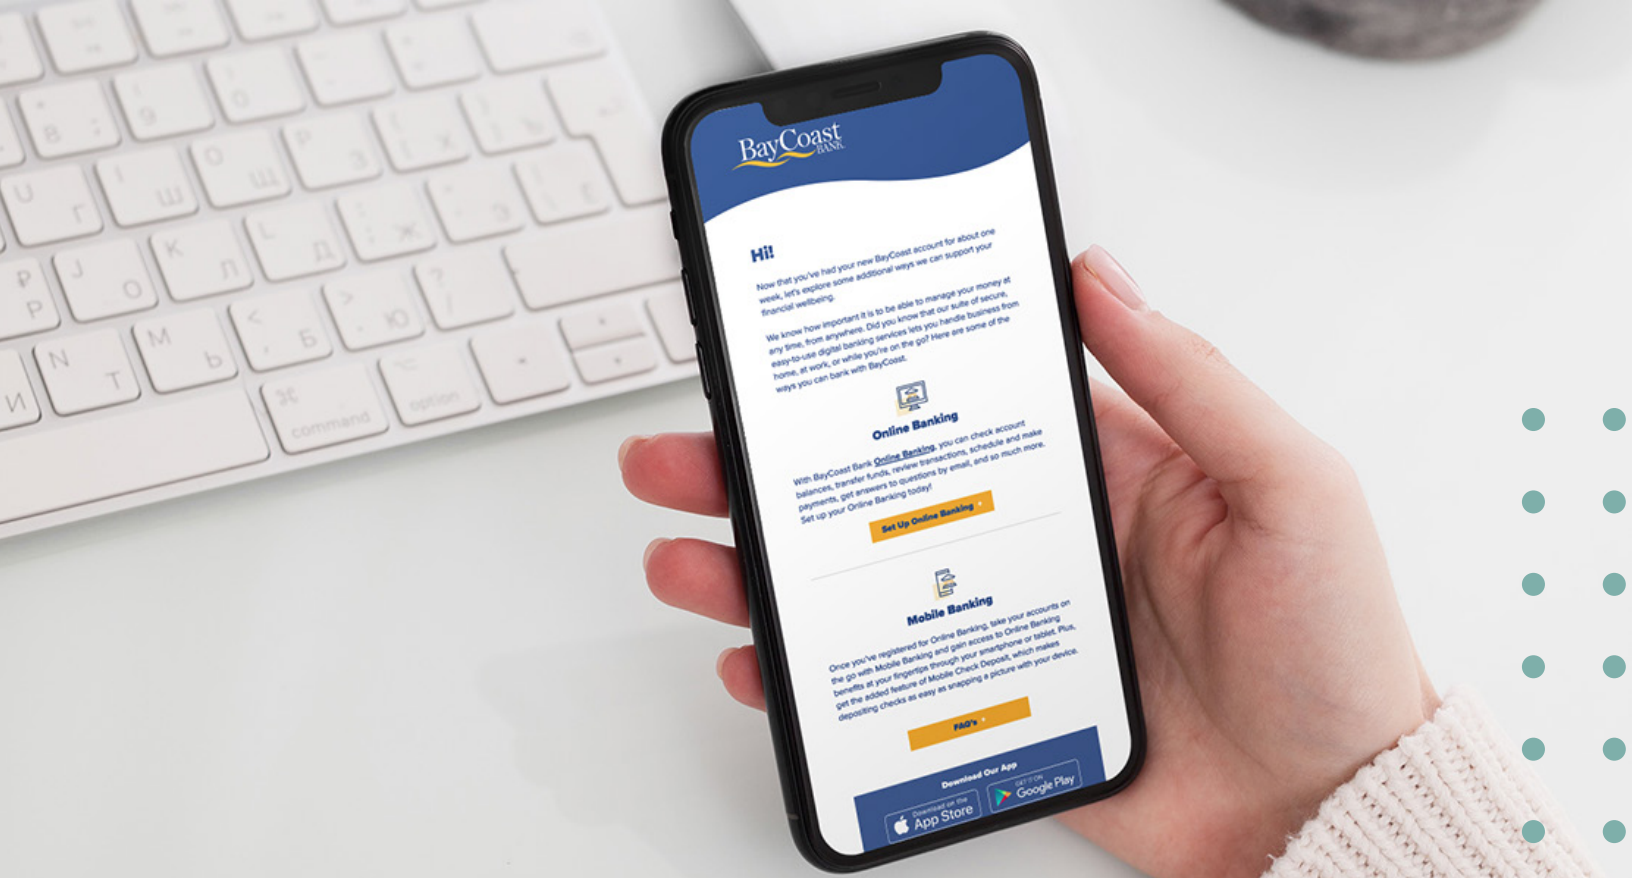 BayCoast
BANK
Hi!
Now that you've had your new BayCoast account for about one
week, let's explore some additional ways we can support your
financial wellbeing.
We know how important it is to be able to manage your money at
any time, from anywhere. Did you know that our suite of secure,
easy-to-use digital banking services lets you handle business from
home, at work, or while you're on the go? Here are some of the
ways you can bank with BayCoast.
Online Banking
With BayCoast Bank Online Banking, you can check account
balances, transfer funds, review transactions, schedule and make
payments, get answers to questions by email, and so much more.
Set up your Online Banking today!
Set Up Online Banking
Mobile Banking
Once you've registered for Online Banking, take your accounts on
the go with Mobile Banking and gain access to Online Banking
benefits at your fingertips through your smartphone or tablet. Plus,
get the added feature of Mobile Check Deposit, which makes
depositing checks as easy as snapping a picture with your device.
FAQ's
Download Our App
Download on the
App Store
GET IT ON
Google Play
8
9
0
U Г
I Ш
O Щ
P З
Х
Ъ
J О
K Л
L Д
Ж
Э
Ё
P
И
N Т
M Ь
< , Б
> . Ю
? /
⌘
command
option